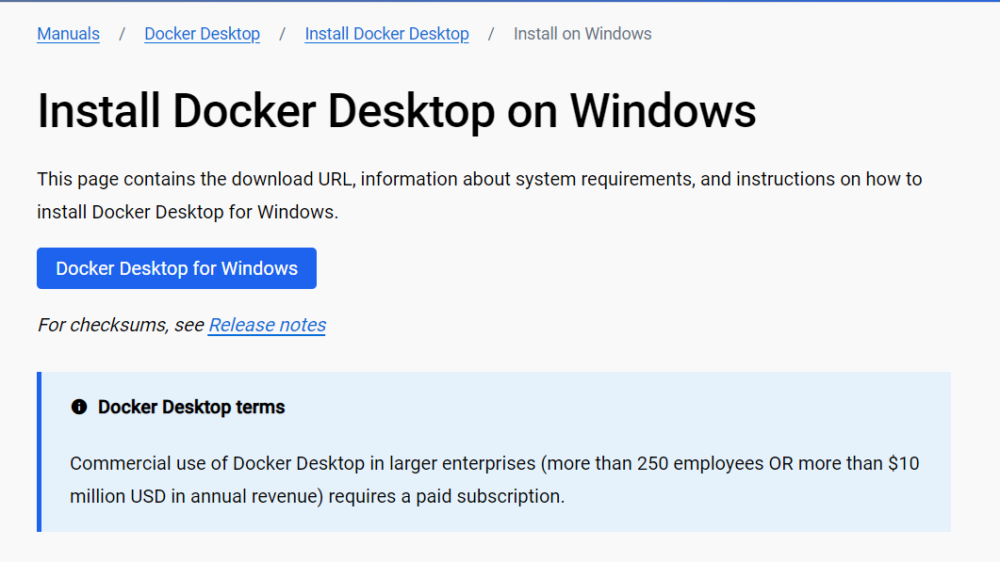 Manuals / Docker Desktop / Install Docker Desktop / Install on Windows
Install Docker Desktop on Windows
This page contains the download URL, information about system requirements, and instructions on how to
install Docker Desktop for Windows.
Docker Desktop for Windows
For checksums, see Release notes
Docker Desktop terms
Commercial use of Docker Desktop in larger enterprises (more than 250 employees OR more than $10
million USD in annual revenue) requires a paid subscription.